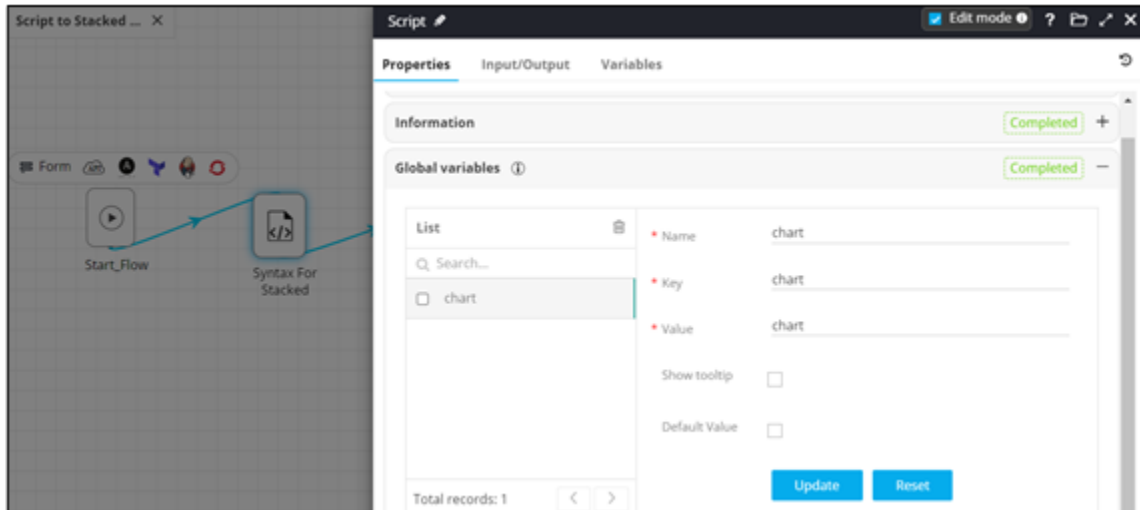 Script to Stacked ...
Script
Edit mode
Properties Input/Output Variables
Information Completed
Global variables Completed
Form
API
Start_Flow
Syntax For
Stacked
List
Search...
chart
Total records: 1
* Name chart
* Key chart
* Value chart
Show tooltip
Default Value
Update Reset